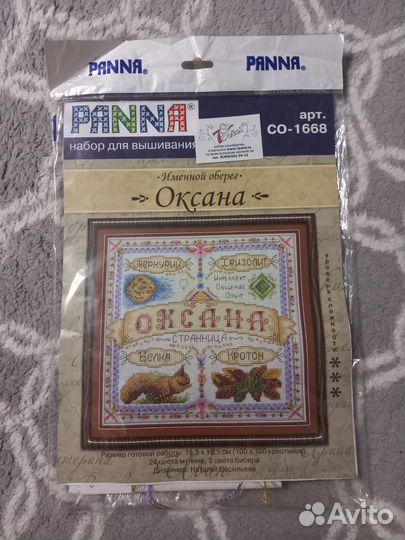 PANNA® PANNA®
PANNA®
набор для вышивания
арт.
СО-1668
Именной оберег
Оксана
Меркурий
Хризолит
Интеллект
Общение
Опыт
ОКСАНА
СТРАННИЦА
Белка
Кротон
уровень сложности
Размер готовой работы: 18,5 x 18,5 см (100 x 100 крестиков).
24 цвета мулине, 3 цвета бисера
Дизайнер: Наталья Васильева
Avito